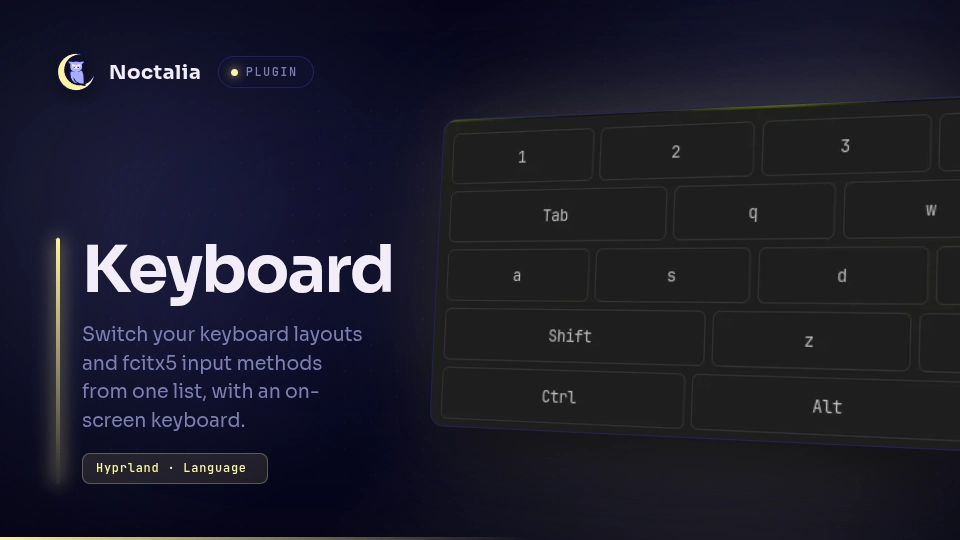 Noctalia
PLUGIN
Keyboard
Switch your keyboard layouts
and fcitx5 input methods
from one list, with an on-
screen keyboard.
Hyprland · Language
1 2 3
Tab q w
a s d
Shift z
Ctrl Alt